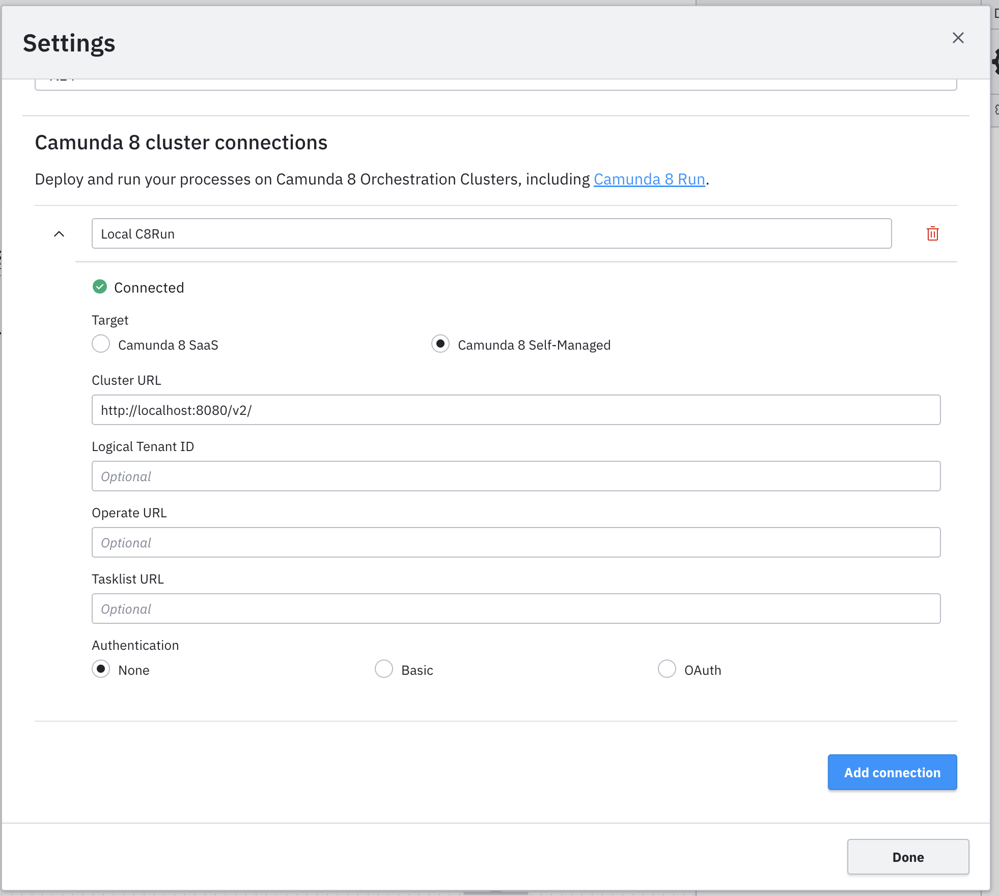 Settings
Camunda 8 cluster connections
Deploy and run your processes on Camunda 8 Orchestration Clusters, including Camunda 8 Run.
Local C8Run
Connected
Target
Camunda 8 SaaS
Camunda 8 Self-Managed
Cluster URL
http://localhost:8080/v2/
Logical Tenant ID
Optional
Operate URL
Optional
Tasklist URL
Optional
Authentication
None
Basic
OAuth
Add connection
Done